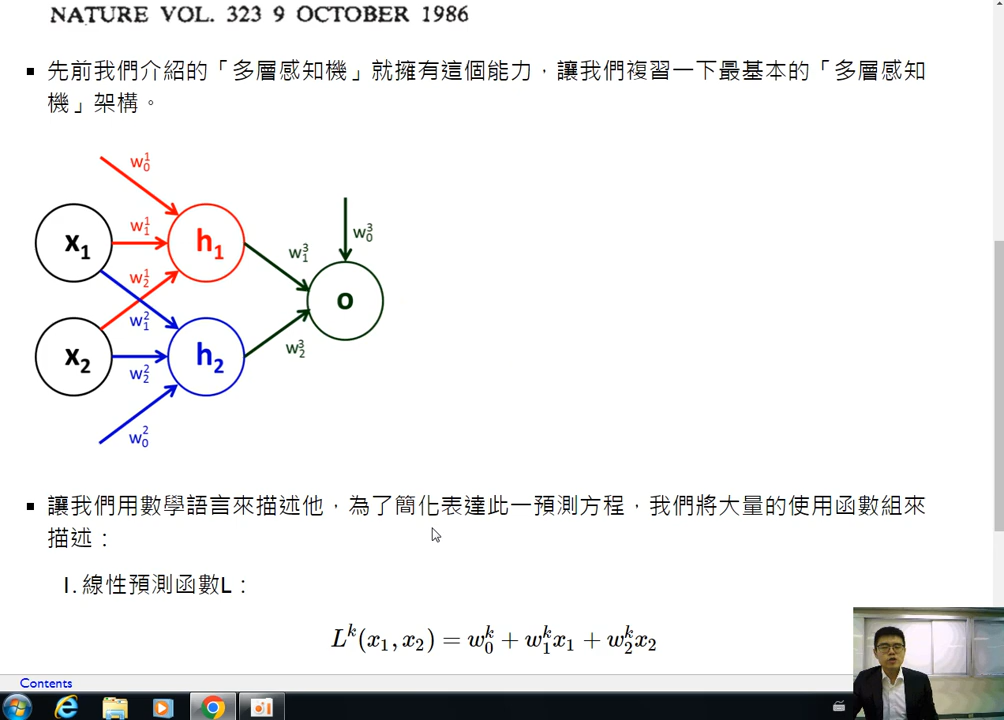 NATURE VOL. 323 9 OCTOBER 1986
▪ 先前我們介紹的「多層感知機」就擁有這個能力，讓我們複習一下最基本的「多層感知
機」架構。
w₀¹
x₁ w₁¹ h₁ w₁³ w₀³
w₂¹
o
w₁²
x₂ w₂² h₂ w₂³
w₀²
▪ 讓我們用數學語言來描述他，為了簡化表達此一預測方程，我們將大量的使用函數組來
描述：
1. 線性預測函數L：
Lᵏ(x₁, x₂) = w₀ᵏ + w₁ᵏx₁ + w₂ᵏx₂
Contents